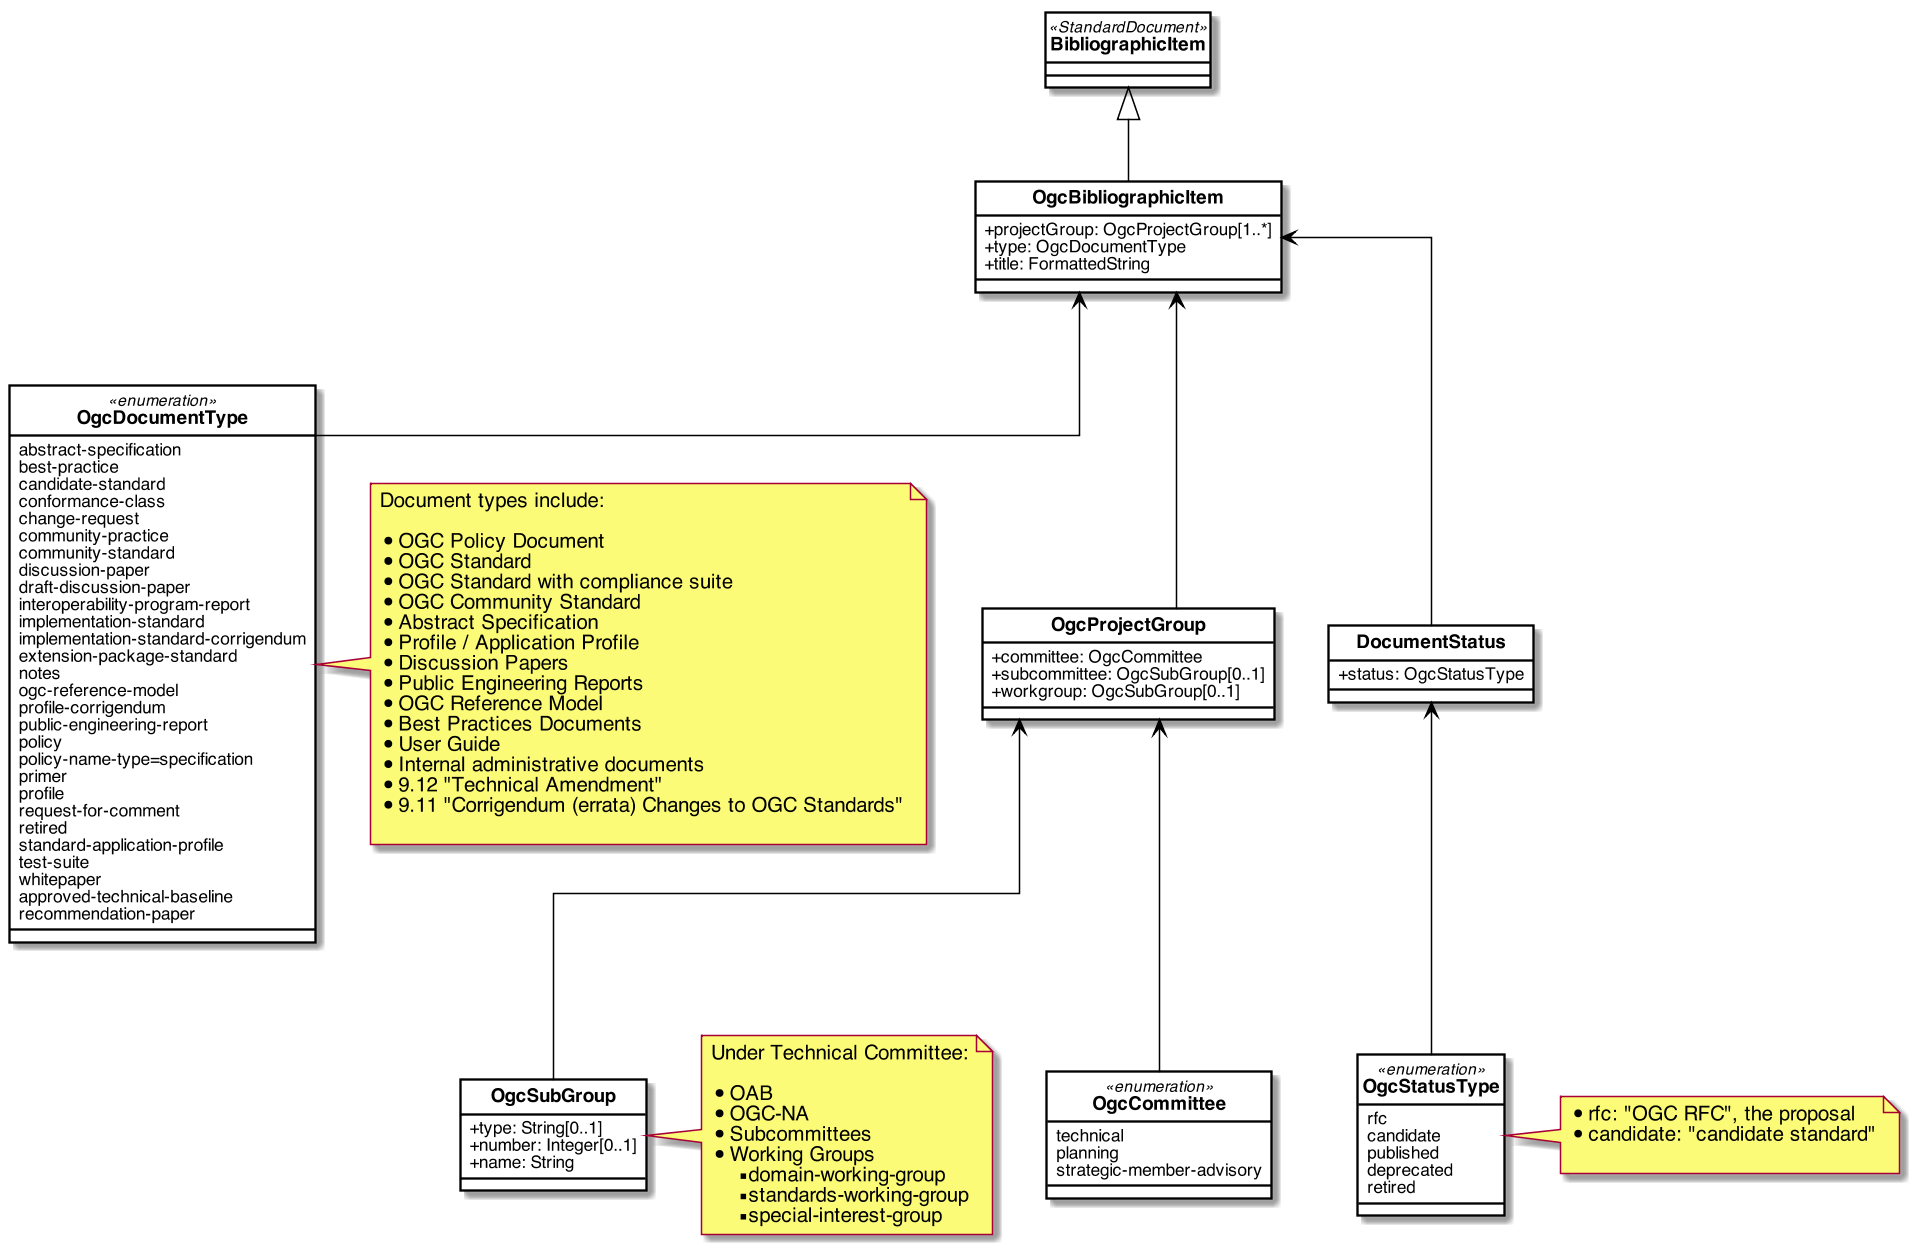 «StandardDocument»
BibliographicItem
OgcBibliographicItem
+projectGroup: OgcProjectGroup[1..*]
+type: OgcDocumentType
+title: FormattedString
«enumeration»
OgcDocumentType
abstract-specification
best-practice
candidate-standard
conformance-class
change-request
community-practice
community-standard
discussion-paper
draft-discussion-paper
interoperability-program-report
implementation-standard
implementation-standard-corrigendum
extension-package-standard
notes
ogc-reference-model
profile-corrigendum
public-engineering-report
policy
policy-name-type=specification
primer
profile
request-for-comment
retired
standard-application-profile
test-suite
whitepaper
approved-technical-baseline
recommendation-paper
Document types include:
• OGC Policy Document
• OGC Standard
• OGC Standard with compliance suite
• OGC Community Standard
• Abstract Specification
• Profile / Application Profile
• Discussion Papers
• Public Engineering Reports
• OGC Reference Model
• Best Practices Documents
• User Guide
• Internal administrative documents
• 9.12 "Technical Amendment"
• 9.11 "Corrigendum (errata) Changes to OGC Standards"
OgcProjectGroup
+committee: OgcCommittee
+subcommittee: OgcSubGroup[0..1]
+workgroup: OgcSubGroup[0..1]
DocumentStatus
+status: OgcStatusType
OgcSubGroup
+type: String[0..1]
+number: Integer[0..1]
+name: String
Under Technical Committee:
• OAB
• OGC-NA
• Subcommittees
• Working Groups
▪ domain-working-group
▪ standards-working-group
▪ special-interest-group
«enumeration»
OgcCommittee
technical
planning
strategic-member-advisory
«enumeration»
OgcStatusType
rfc
candidate
published
deprecated
retired
• rfc: "OGC RFC", the proposal
• candidate: "candidate standard"